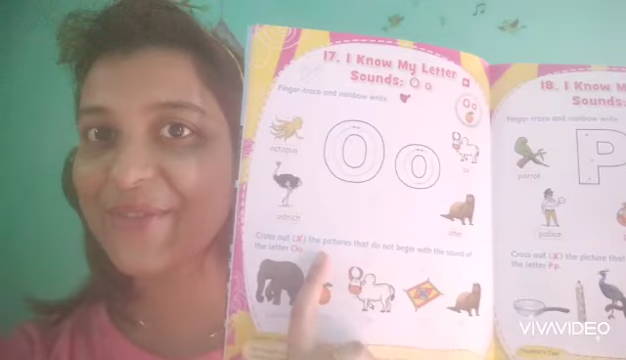 17. I Know My Letter
Sounds: O o
Finger-trace and rainbow write.
Oo
octopus
O o
ox
ostrich
otter
Cross out (X) the pictures that do not begin with the sound of
the letter Oo.
18. I Know M
Sounds:
Finger-trace and rainbow write.
P
parrot
police
Cross out (X) the picture that
the letter Pp.
VIVAVIDEO